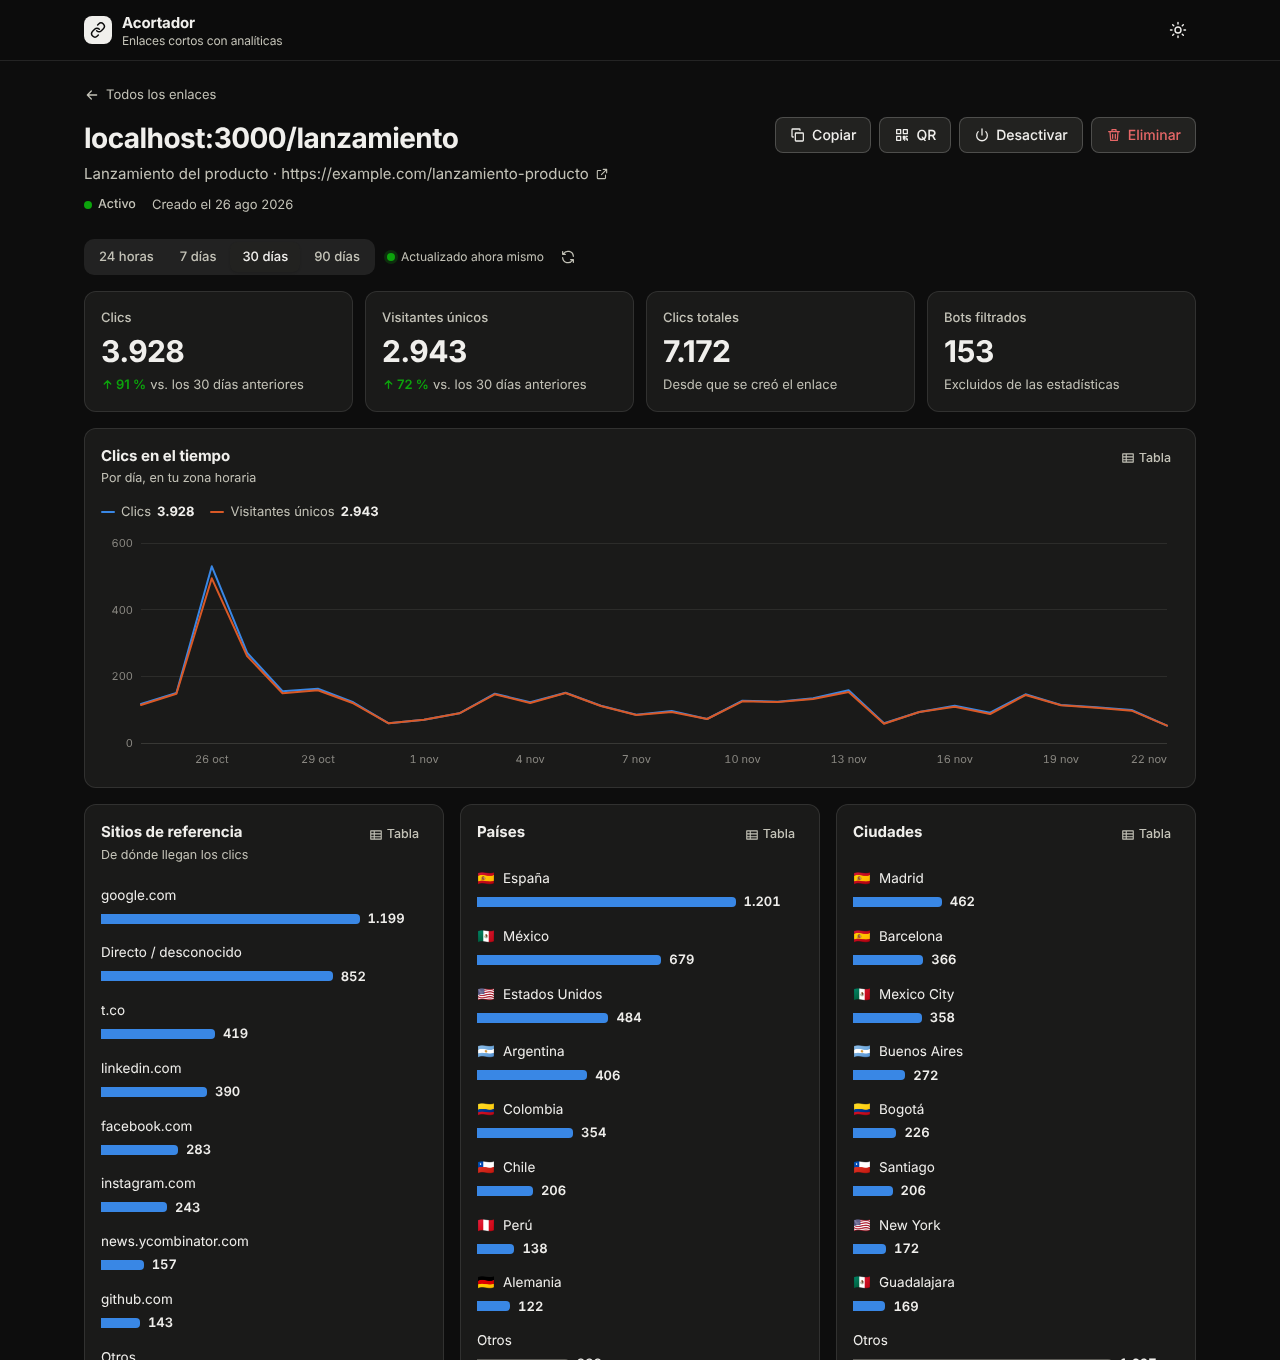 Acortador
Enlaces cortos con analíticas
Todos los enlaces
localhost:3000/lanzamiento
Copiar
QR
Desactivar
Eliminar
Lanzamiento del producto · https://example.com/lanzamiento-producto
Activo
Creado el 26 ago 2026
24 horas
7 días
30 días
90 días
Actualizado ahora mismo
Clics
3.928
↑ 91 % vs. los 30 días anteriores
Visitantes únicos
2.943
↑ 72 % vs. los 30 días anteriores
Clics totales
7.172
Desde que se creó el enlace
Bots filtrados
153
Excluidos de las estadísticas
Clics en el tiempo
Tabla
Por día, en tu zona horaria
Clics 3.928
Visitantes únicos 2.943
600
400
200
0
26 oct
29 oct
1 nov
4 nov
7 nov
10 nov
13 nov
16 nov
19 nov
22 nov
Sitios de referencia
Tabla
De dónde llegan los clics
google.com
1.199
Directo / desconocido
852
t.co
419
linkedin.com
390
facebook.com
283
instagram.com
243
news.ycombinator.com
157
github.com
143
Otros
Países
Tabla
España
1.201
México
679
Estados Unidos
484
Argentina
406
Colombia
354
Chile
206
Perú
138
Alemania
122
Otros
Ciudades
Tabla
Madrid
462
Barcelona
366
Mexico City
358
Buenos Aires
272
Bogotá
226
Santiago
206
New York
172
Guadalajara
169
Otros